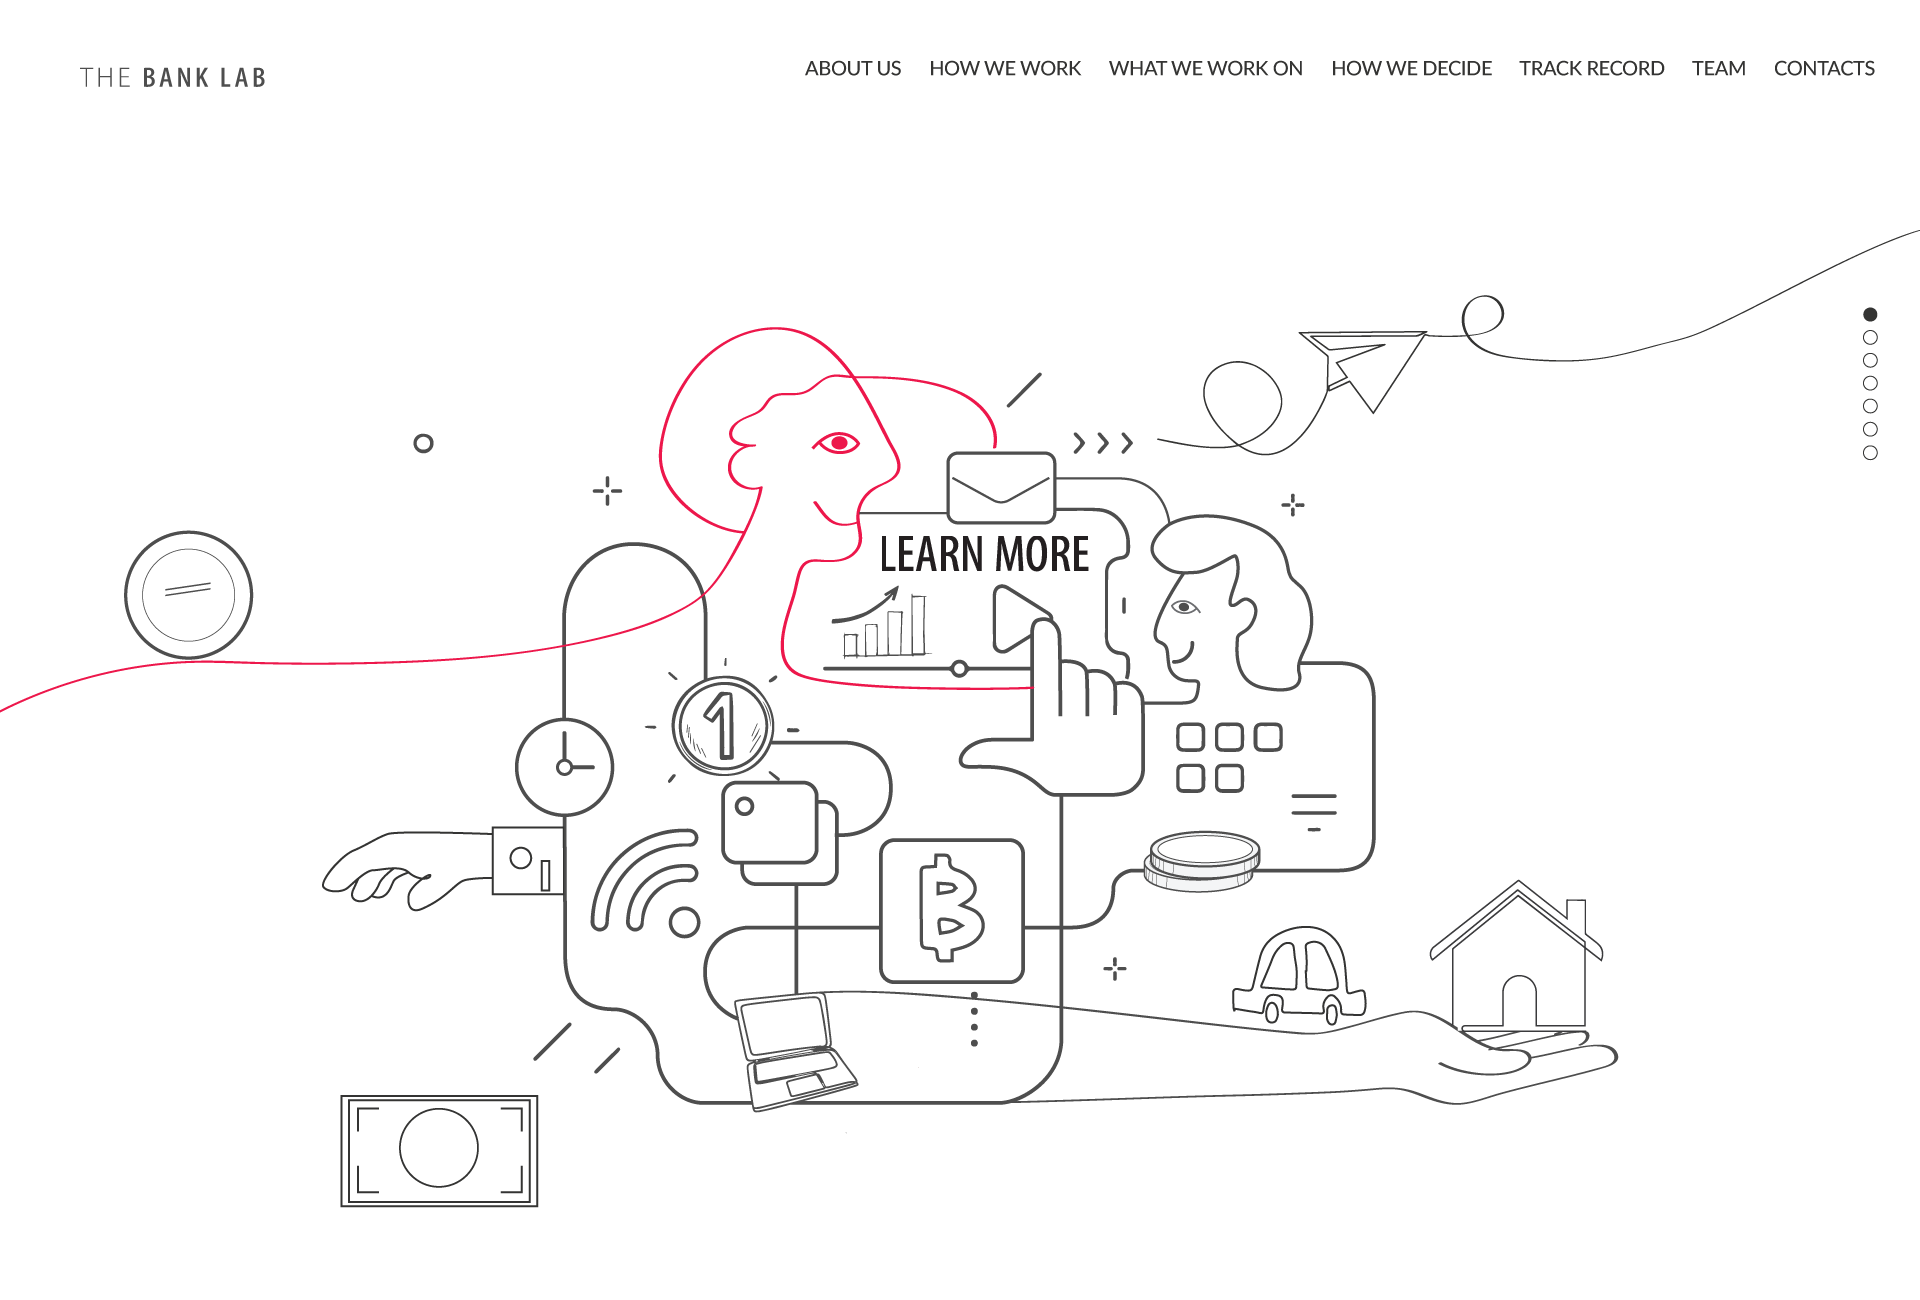 THE BANK LAB
ABOUT US HOW WE WORK WHAT WE WORK ON HOW WE DECIDE TRACK RECORD TEAM CONTACTS
LEARN MORE
1
B